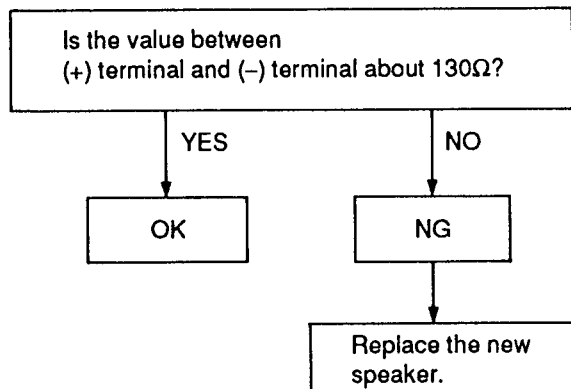 Is the value between
(+) terminal and (–) terminal about 130Ω?
YES
NO
OK
NG
Replace the new
speaker.